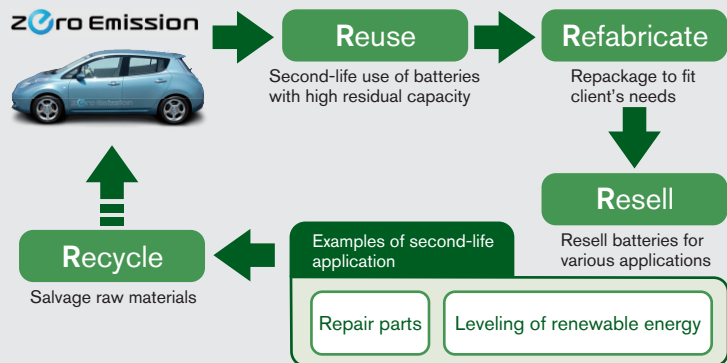 Zero Emission
Reuse
Second-life use of batteries
with high residual capacity
Refabricate
Repackage to fit
client's needs
Resell
Resell batteries for
various applications
Examples of second-life
application
Repair parts
Leveling of renewable energy
Recycle
Salvage raw materials
zero emission